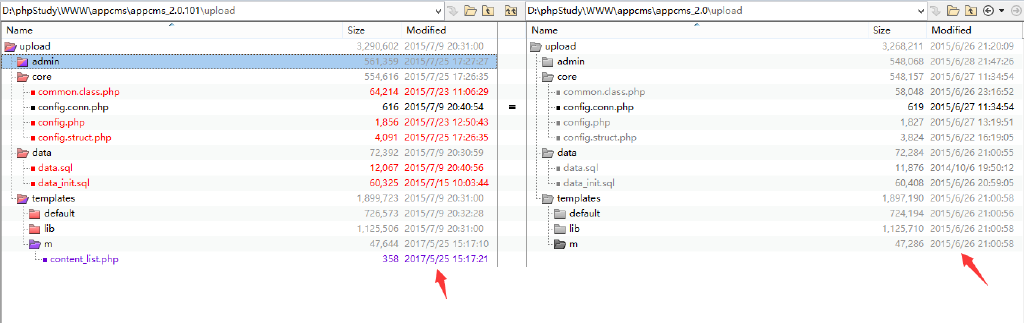 D:\phpStudy\WWW\appcms\appcms_2.0.101\upload
Name Size Modified
upload 3,290,602 2015/7/9 20:31:00
admin 561,359 2015/7/25 17:27:27
core 554,616 2015/7/25 17:26:35
common.class.php 64,214 2015/7/23 11:06:29
config.conn.php 616 2015/7/9 20:40:54
config.php 1,856 2015/7/23 12:50:43
config.struct.php 4,091 2015/7/25 17:26:35
data 72,392 2015/7/9 20:30:59
data.sql 12,067 2015/7/9 20:40:56
data_init.sql 60,325 2015/7/15 10:03:44
templates 1,899,723 2015/7/9 20:31:00
default 726,573 2015/7/9 20:32:28
lib 1,125,506 2015/7/9 20:31:00
m 47,644 2017/5/25 15:17:10
content_list.php 358 2017/5/25 15:17:21
=
D:\phpStudy\WWW\appcms\appcms_2.0\upload
Name Size Modified
upload 3,268,211 2015/6/26 21:20:09
admin 548,068 2015/6/28 21:47:26
core 548,157 2015/6/27 11:34:54
common.class.php 58,048 2015/6/26 23:16:52
config.conn.php 619 2015/6/27 11:34:54
config.php 1,827 2015/6/27 13:19:51
config.struct.php 3,824 2015/6/22 16:19:05
data 72,284 2015/6/26 21:00:55
data.sql 11,876 2014/10/6 19:50:12
data_init.sql 60,408 2015/6/26 20:59:05
templates 1,897,190 2015/6/26 21:00:58
default 724,194 2015/6/26 21:00:56
lib 1,125,710 2015/6/26 21:00:58
m 47,286 2015/6/26 21:00:58